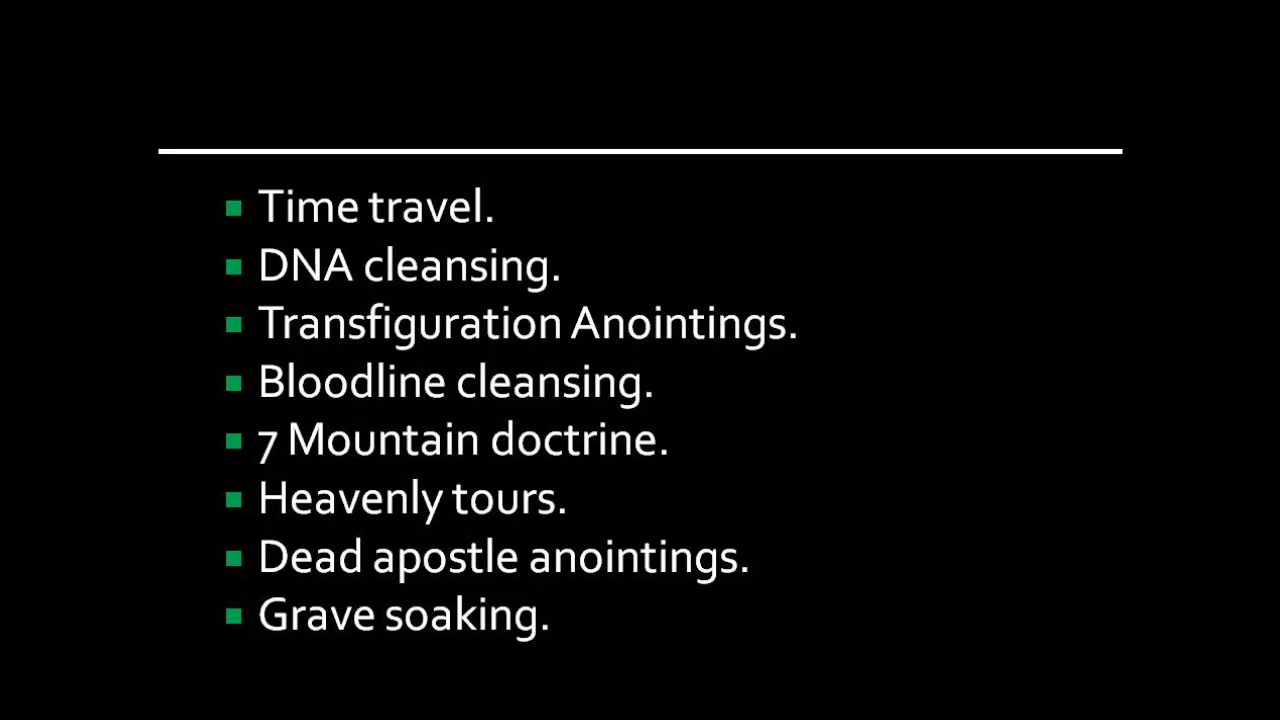 Time travel.
DNA cleansing.
Transfiguration Anointings.
Bloodline cleansing.
7 Mountain doctrine.
Heavenly tours.
Dead apostle anointings.
Grave soaking.